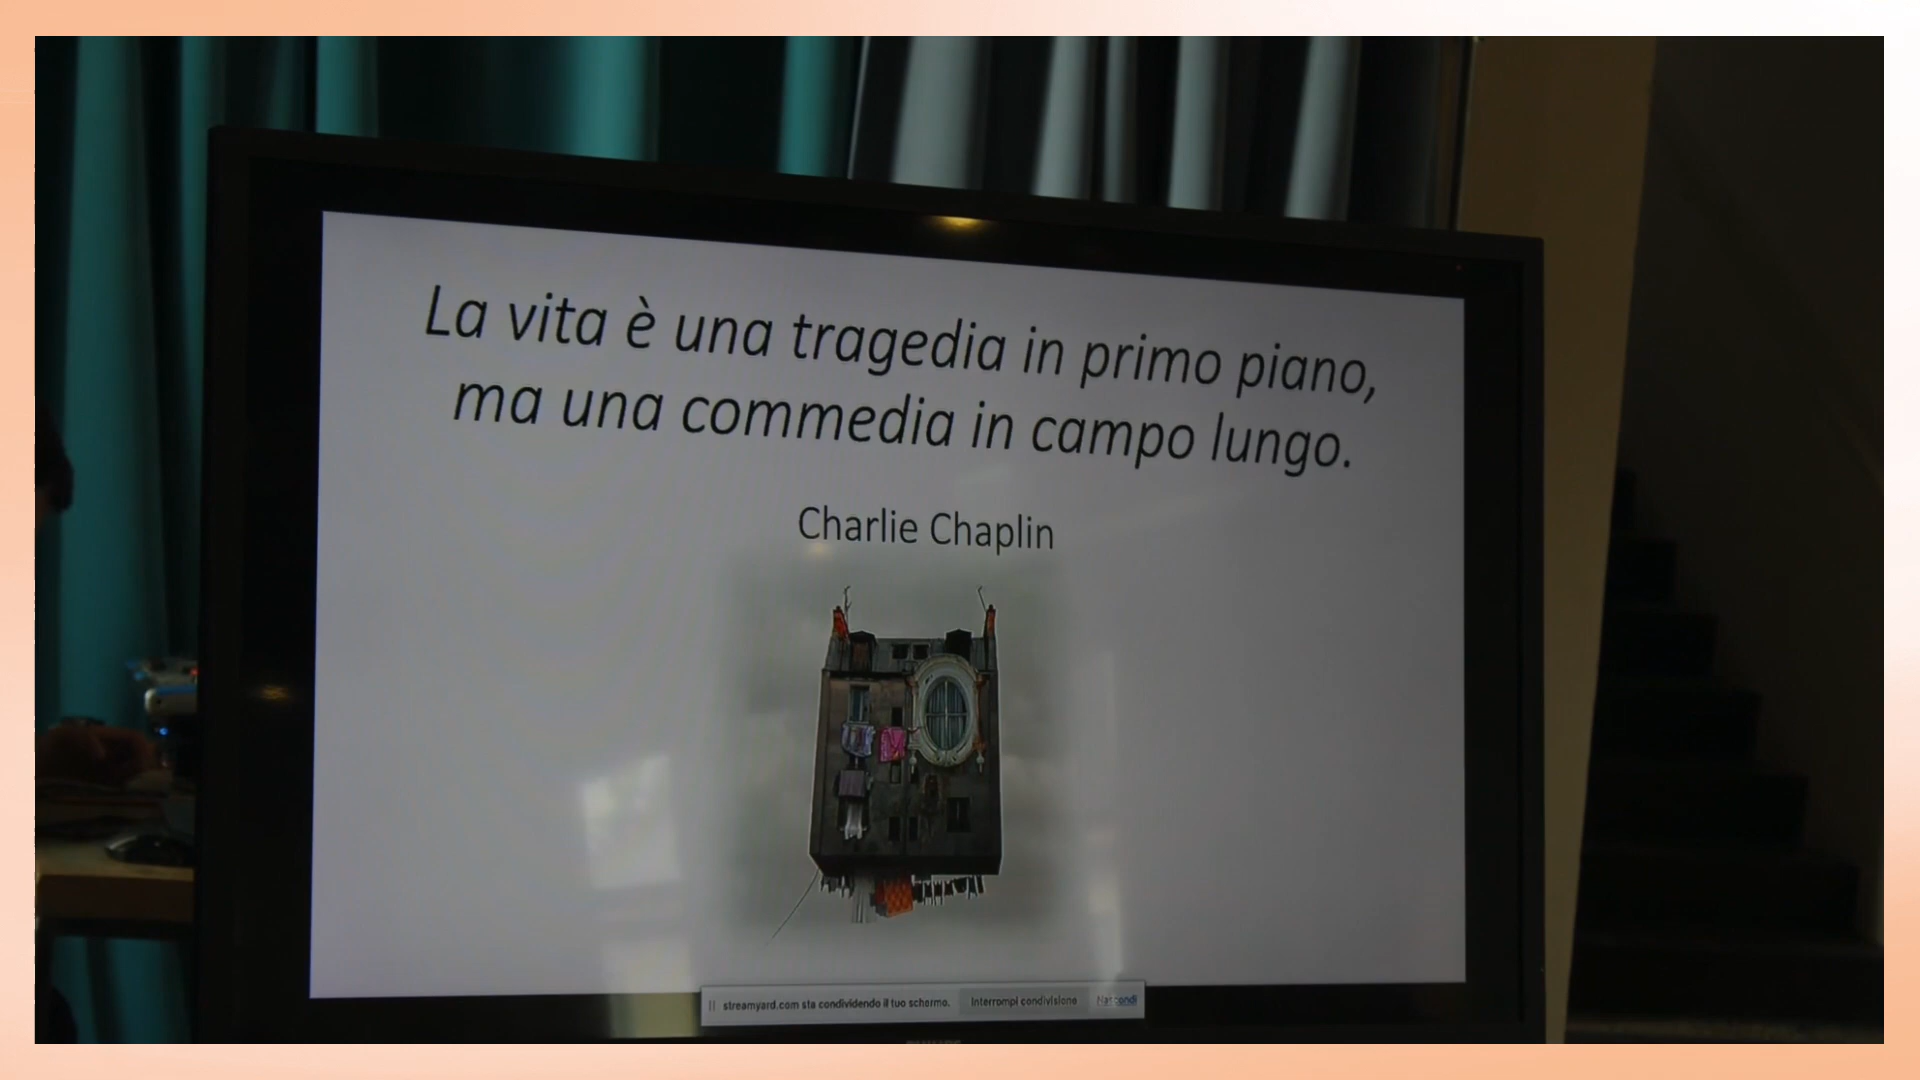 La vita è una tragedia in primo piano,
ma una commedia in campo lungo.
Charlie Chaplin
streamyard.com sta condividendo il tuo schermo. Interrompi condivisione Nascondi